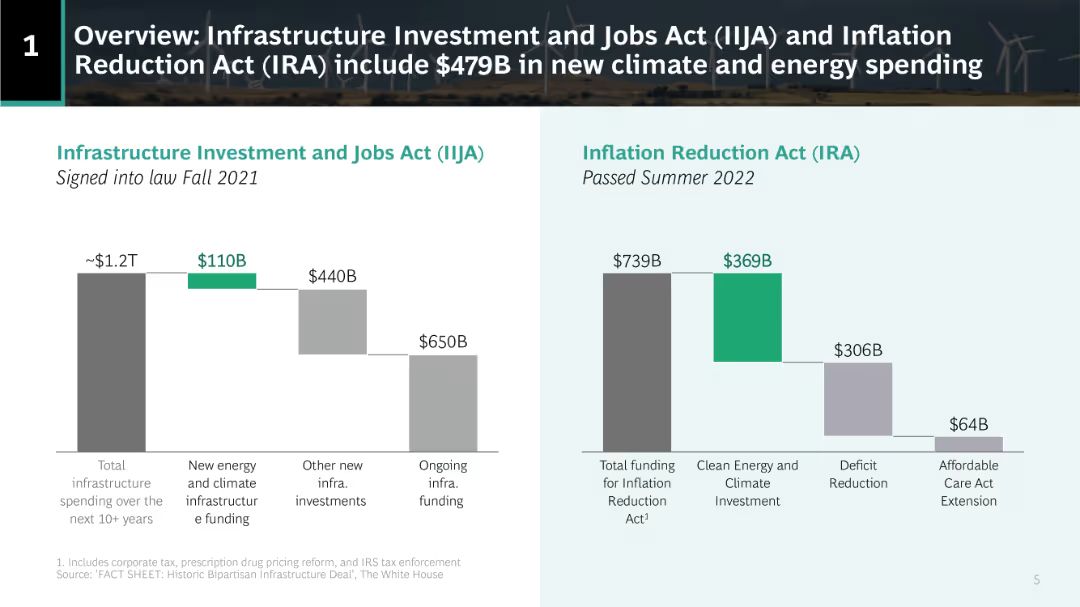 1
Overview: Infrastructure Investment and Jobs Act (IIJA) and Inflation
Reduction Act (IRA) include $479B in new climate and energy spending
Infrastructure Investment and Jobs Act (IIJA)
Signed into law Fall 2021
~$1.2T
$110B
$440B
$650B
Total
infrastructure
spending over the
next 10+ years
New energy
and climate
infrastructur
e funding
Other new
infra.
investments
Ongoing
infra.
funding
Inflation Reduction Act (IRA)
Passed Summer 2022
$739B
$369B
$306B
$64B
Total funding
for Inflation
Reduction
Act¹
Clean Energy and
Climate
Investment
Deficit
Reduction
Affordable
Care Act
Extension
1. Includes corporate tax, prescription drug pricing reform, and IRS tax enforcement
Source: 'FACT SHEET: Historic Bipartisan Infrastructure Deal', The White House
5